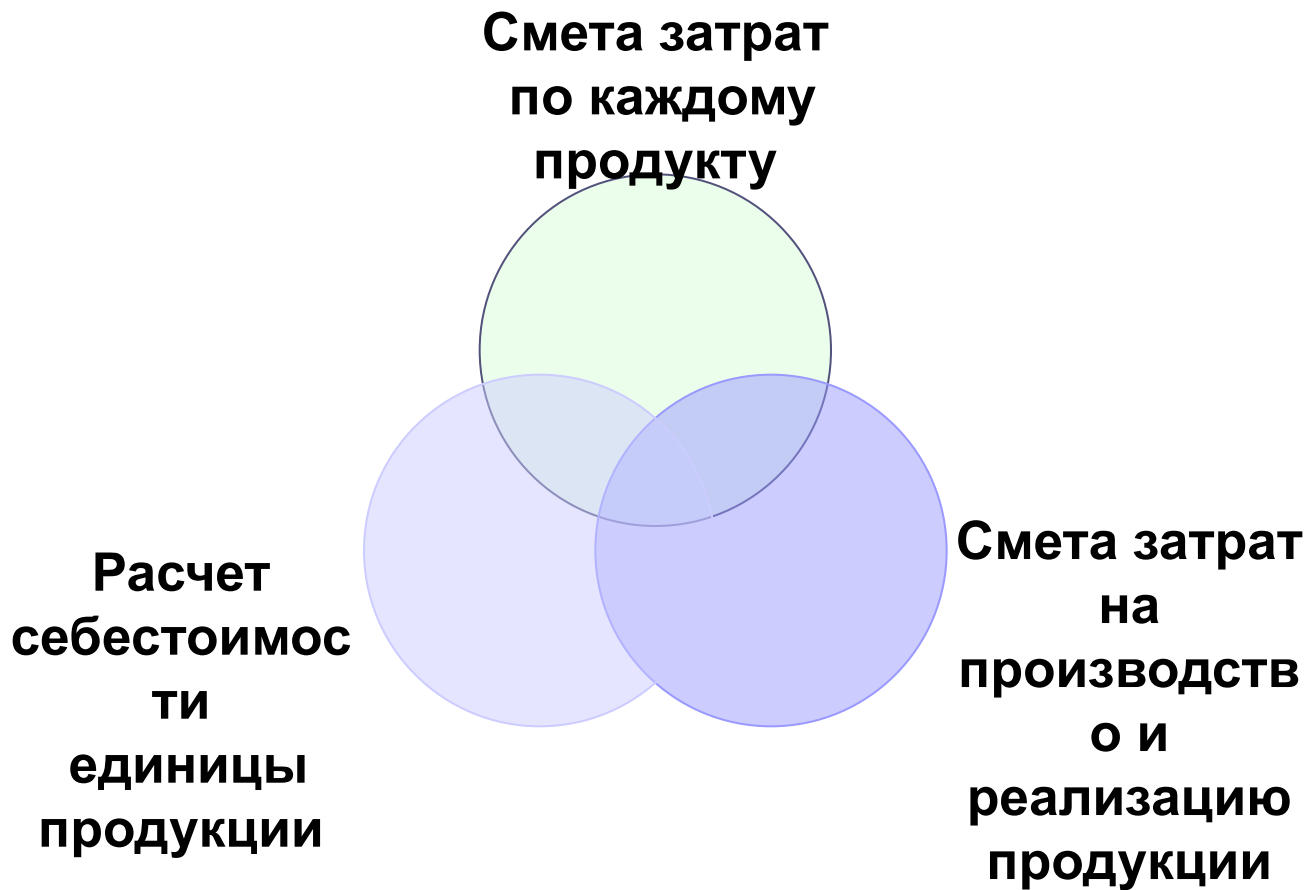 Смета затрат
по каждому
продукту
Расчет
себестоимос
ти
единицы
продукции
Смета затрат
на
производств
о и
реализацию
продукции